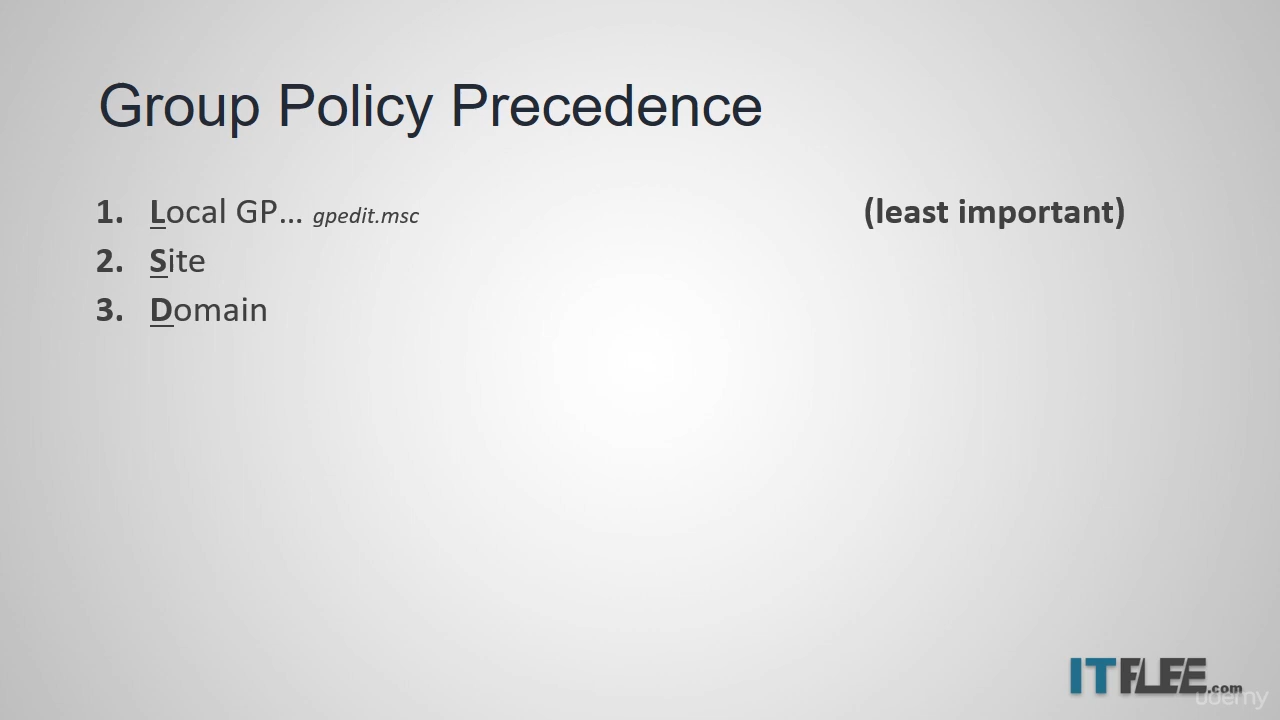 Group Policy Precedence
1. Local GP... gpedit.msc (least important)
2. Site
3. Domain
ITFLEE.com
udemy